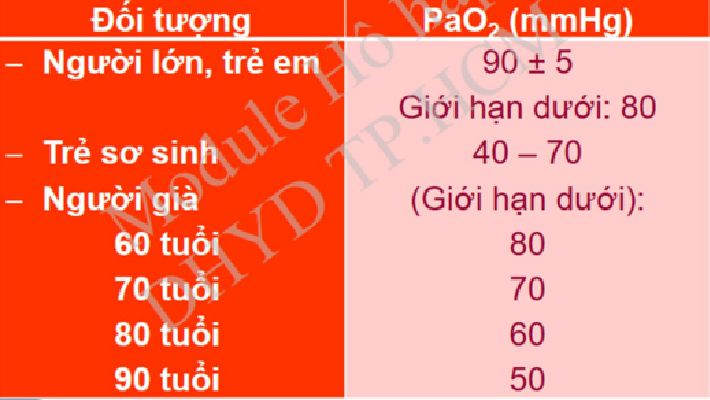 Đối tượng PaO₂ (mmHg)
– Người lớn, trẻ em 90 ± 5
Giới hạn dưới: 80
– Trẻ sơ sinh 40 – 70
– Người già (Giới hạn dưới):
60 tuổi 80
70 tuổi 70
80 tuổi 60
90 tuổi 50
Module Hô hấp
DHYD TP.HCM